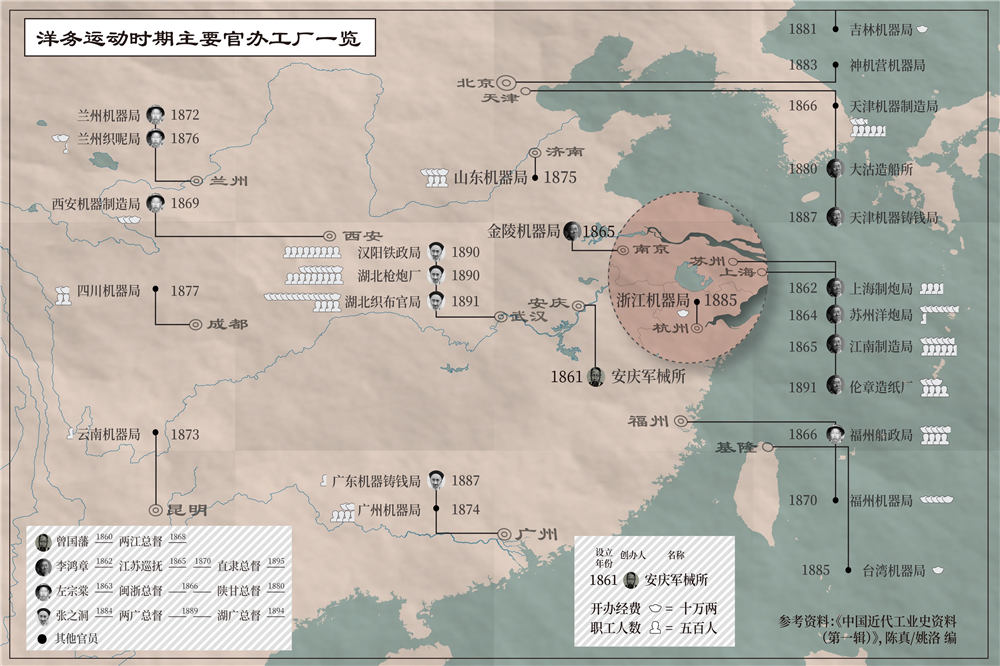 洋务运动时期主要官办工厂一览
1881 吉林机器局
1883 神机营机器局
北京
天津
1866 天津机器制造局
兰州机器局 1872
兰州织呢局 1876
兰州
济南
山东机器局 1875
1880 大沽造船所
1887 天津机器铸钱局
西安机器制造局 1869
西安
金陵机器局 1865
南京
汉阳铁政局 1890
湖北枪炮厂 1890
湖北织布官局 1891
武汉
苏州
上海
四川机器局 1877
成都
安庆
浙江机器局 1885
杭州
1862 上海制炮局
1864 苏州洋炮局
1865 江南制造局
1891 伦章造纸厂
1861 安庆军械所
福州
基隆
1866 福州船政局
云南机器局 1873
昆明
广东机器铸钱局 1887
广州机器局 1874
广州
1870 福州机器局
1885 台湾机器局
曾国藩 1860 两江总督 1868
李鸿章 1862 江苏巡抚 1865 1870 直隶总督 1895
左宗棠 1863 闽浙总督 1866 陕甘总督 1880
张之洞 1884 两广总督 1889 湖广总督 1894
其他官员
设立年份 创办人 名称
1861 安庆军械所
开办经费 = 十万两
职工人数 = 五百人
参考资料:《中国近代工业史资料
（第一辑）》, 陈真/姚洛 编